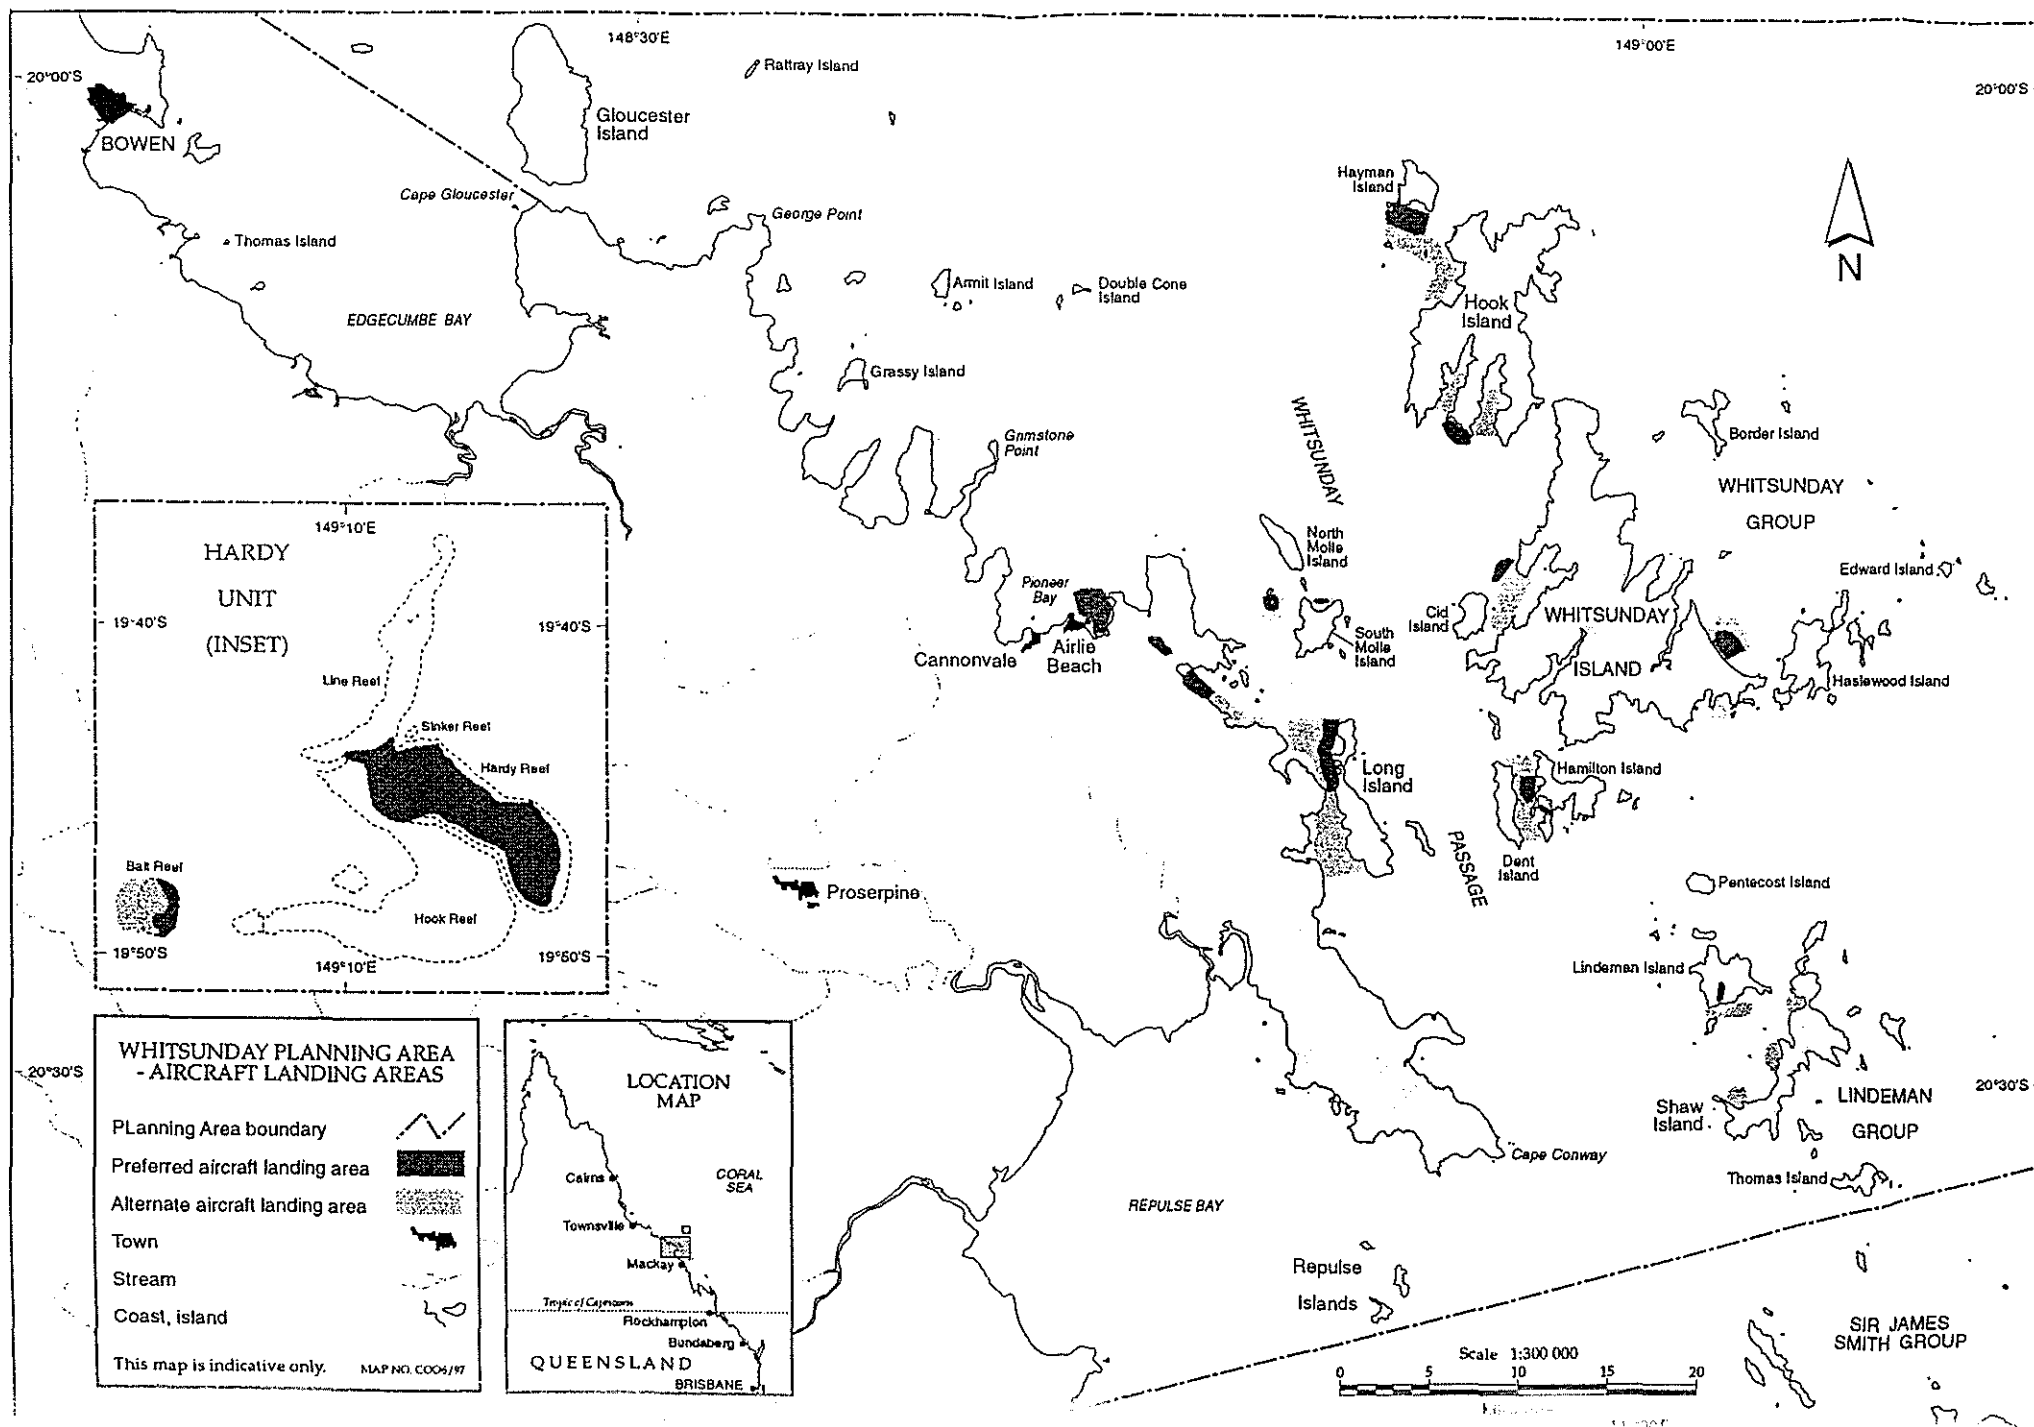 148°30'E
149°00'E
20°00'S
20°00'S
Rattray Island
Gloucester
Island
BOWEN
Cape Gloucester
George Point
Thomas Island
Hayman
Island
N
Armit Island
Double Cone
Island
Hook
Island
EDGECUMBE BAY
Grassy Island
WHITSUNDAY
Grimstone
Point
Border Island
WHITSUNDAY
GROUP
149°10'E
HARDY
UNIT
(INSET)
19°40'S
19°40'S
Line Reef
Sinker Reef
Hardy Reef
Bait Reef
Hook Reef
19°50'S
149°10'E
19°50'S
North
Molle
Island
Pioneer
Bay
Edward Island
Cid
Island
WHITSUNDAY
ISLAND
South
Molle
Island
Cannonvale
Airlie
Beach
Haslewood Island
Long
Island
Hamilton Island
PASSAGE
Dent
Island
Proserpine
Pentecost Island
Lindeman Island
20°30'S
20°30'S
LINDEMAN
GROUP
Shaw
Island
Cape Conway
Thomas Island
REPULSE BAY
Repulse
Islands
SIR JAMES
SMITH GROUP
WHITSUNDAY PLANNING AREA
- AIRCRAFT LANDING AREAS
PLanning Area boundary
Preferred aircraft landing area
Alternate aircraft landing area
Town
Stream
Coast, island
This map is indicative only.
MAP NO. COO6/97
LOCATION
MAP
CORAL
SEA
Cairns
Townsville
Mackay
Tropic of Capricorn
Rockhampton
Bundaberg
QUEENSLAND
BRISBANE
Scale 1:300 000
0 5 10 15 20